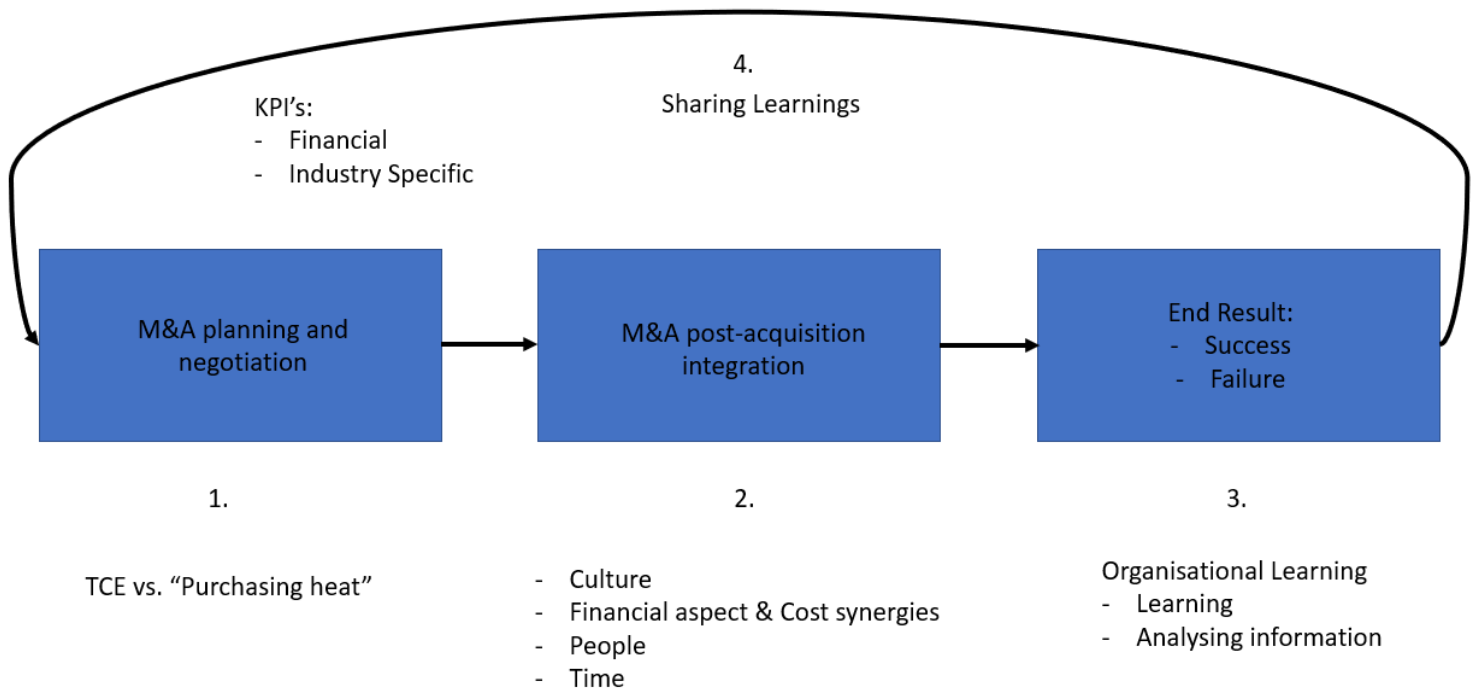 4.
Sharing Learnings
KPI's:
- Financial
- Industry Specific
M&A planning and
negotiation
M&A post-acquisition
integration
End Result:
- Success
- Failure
1.
2.
3.
TCE vs. “Purchasing heat”
- Culture
- Financial aspect & Cost synergies
- People
- Time
Organisational Learning
- Learning
- Analysing information